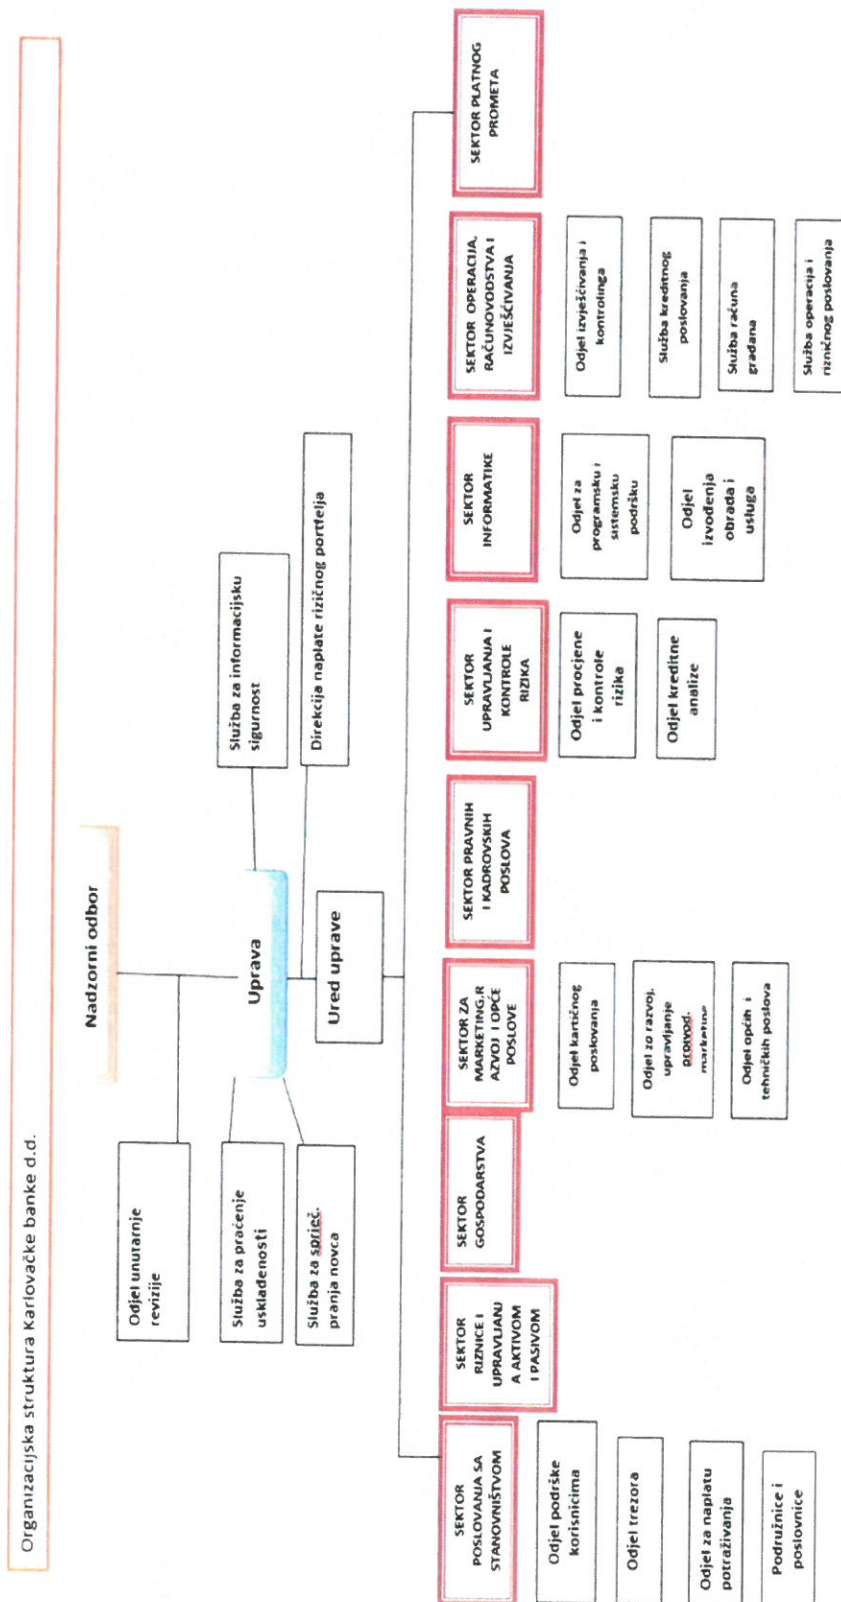 Organizacijska struktura Karlovačke banke d.d.
Nadzorni odbor
Odjel unutarnje
revizije
Uprava
Služba za praćenje
usklađenosti
Služba za spriеč.
pranja novca
Služba za informacijsku
sigurnost
Direkcija naplate rizičnog portfelja
Ured uprave
SEKTOR
POSLOVANJA SA
STANOVNIŠTVOM
Odjel podrške
korisnicima
Odjel trezora
Odjel za naplatu
potraživanja
Podružnice i
poslovnice
SEKTOR
RIZNICE I
UPRAVLJANJ
A AKTIVOM
I PASIVOM
SEKTOR
GOSPODARSTVA
SEKTOR ZA
MARKETING,R
AZVOJ I OPĆE
POSLOVE
Odjel kartičnog
poslovanja
Odjel za razvoj,
upravljanje
proivod.
marketing
Odjel općih i
tehničkih poslova
SEKTOR PRAVNIH
I KADROVSKIH
POSLOVA
SEKTOR
UPRAVLJANJA I
KONTROLE
RIZIKA
Odjel procjene
i kontrole
rizika
Odjel kreditne
analize
SEKTOR
INFORMATIKE
Odjel za
programsku i
sistemsku
podršku
Odjel
izvođenja
obrada i
usluga
SEKTOR OPERACIJA,
RAČUNOVODSTVA I
IZVJEŠĆIVANJA
Odjel izvješćivanja i
kontrolinga
Služba kreditnog
poslovanja
Služba računa
građana
Služba operacija i
rizničnog poslovanja
SEKTOR PLATNOG
PROMETA